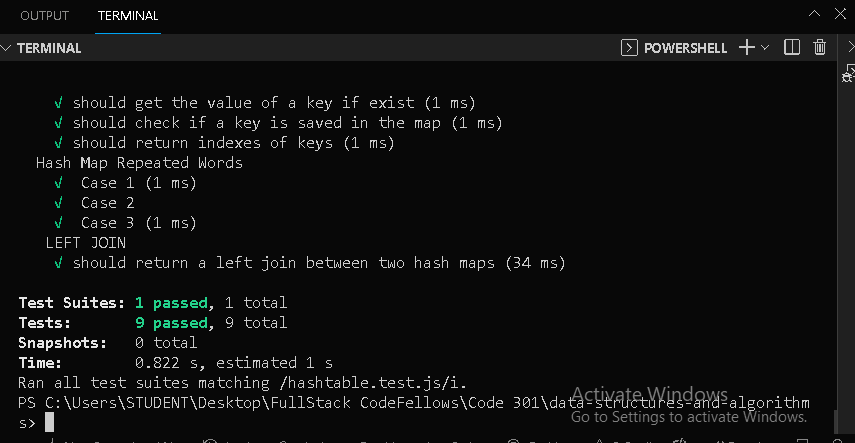 OUTPUT TERMINAL
TERMINAL POWERSHELL
√ should get the value of a key if exist (1 ms)
√ should check if a key is saved in the map (1 ms)
√ should return indexes of keys (1 ms)
Hash Map Repeated Words
√ Case 1 (1 ms)
√ Case 2
√ Case 3 (1 ms)
LEFT JOIN
√ should return a left join between two hash maps (34 ms)
Test Suites: 1 passed, 1 total
Tests: 9 passed, 9 total
Snapshots: 0 total
Time: 0.822 s, estimated 1 s
Ran all test suites matching /hashtable.test.js/i.
PS C:\Users\STUDENT\Desktop\FullStack CodeFellows\Code 301\data-structures-and-algorithm
s>
Activate Windows
Go to Settings to activate Windows.